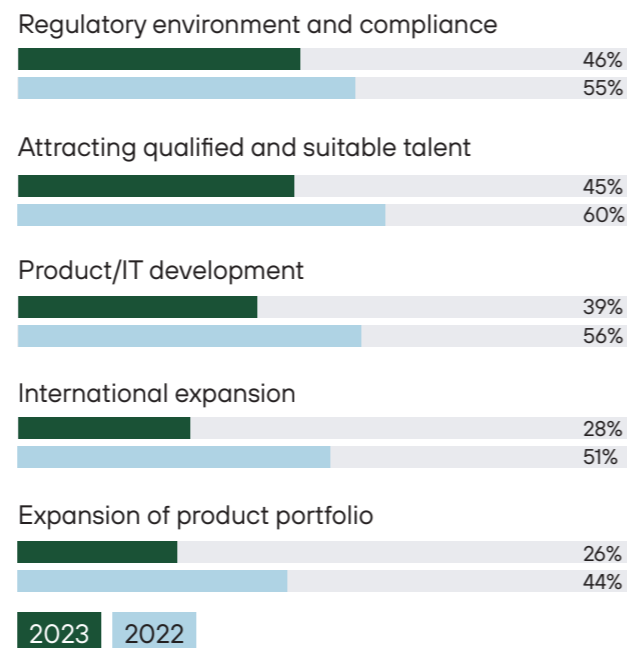 Regulatory environment and compliance
46%
55%
Attracting qualified and suitable talent
45%
60%
Product/IT development
39%
56%
International expansion
28%
51%
Expansion of product portfolio
26%
44%
2023 2022